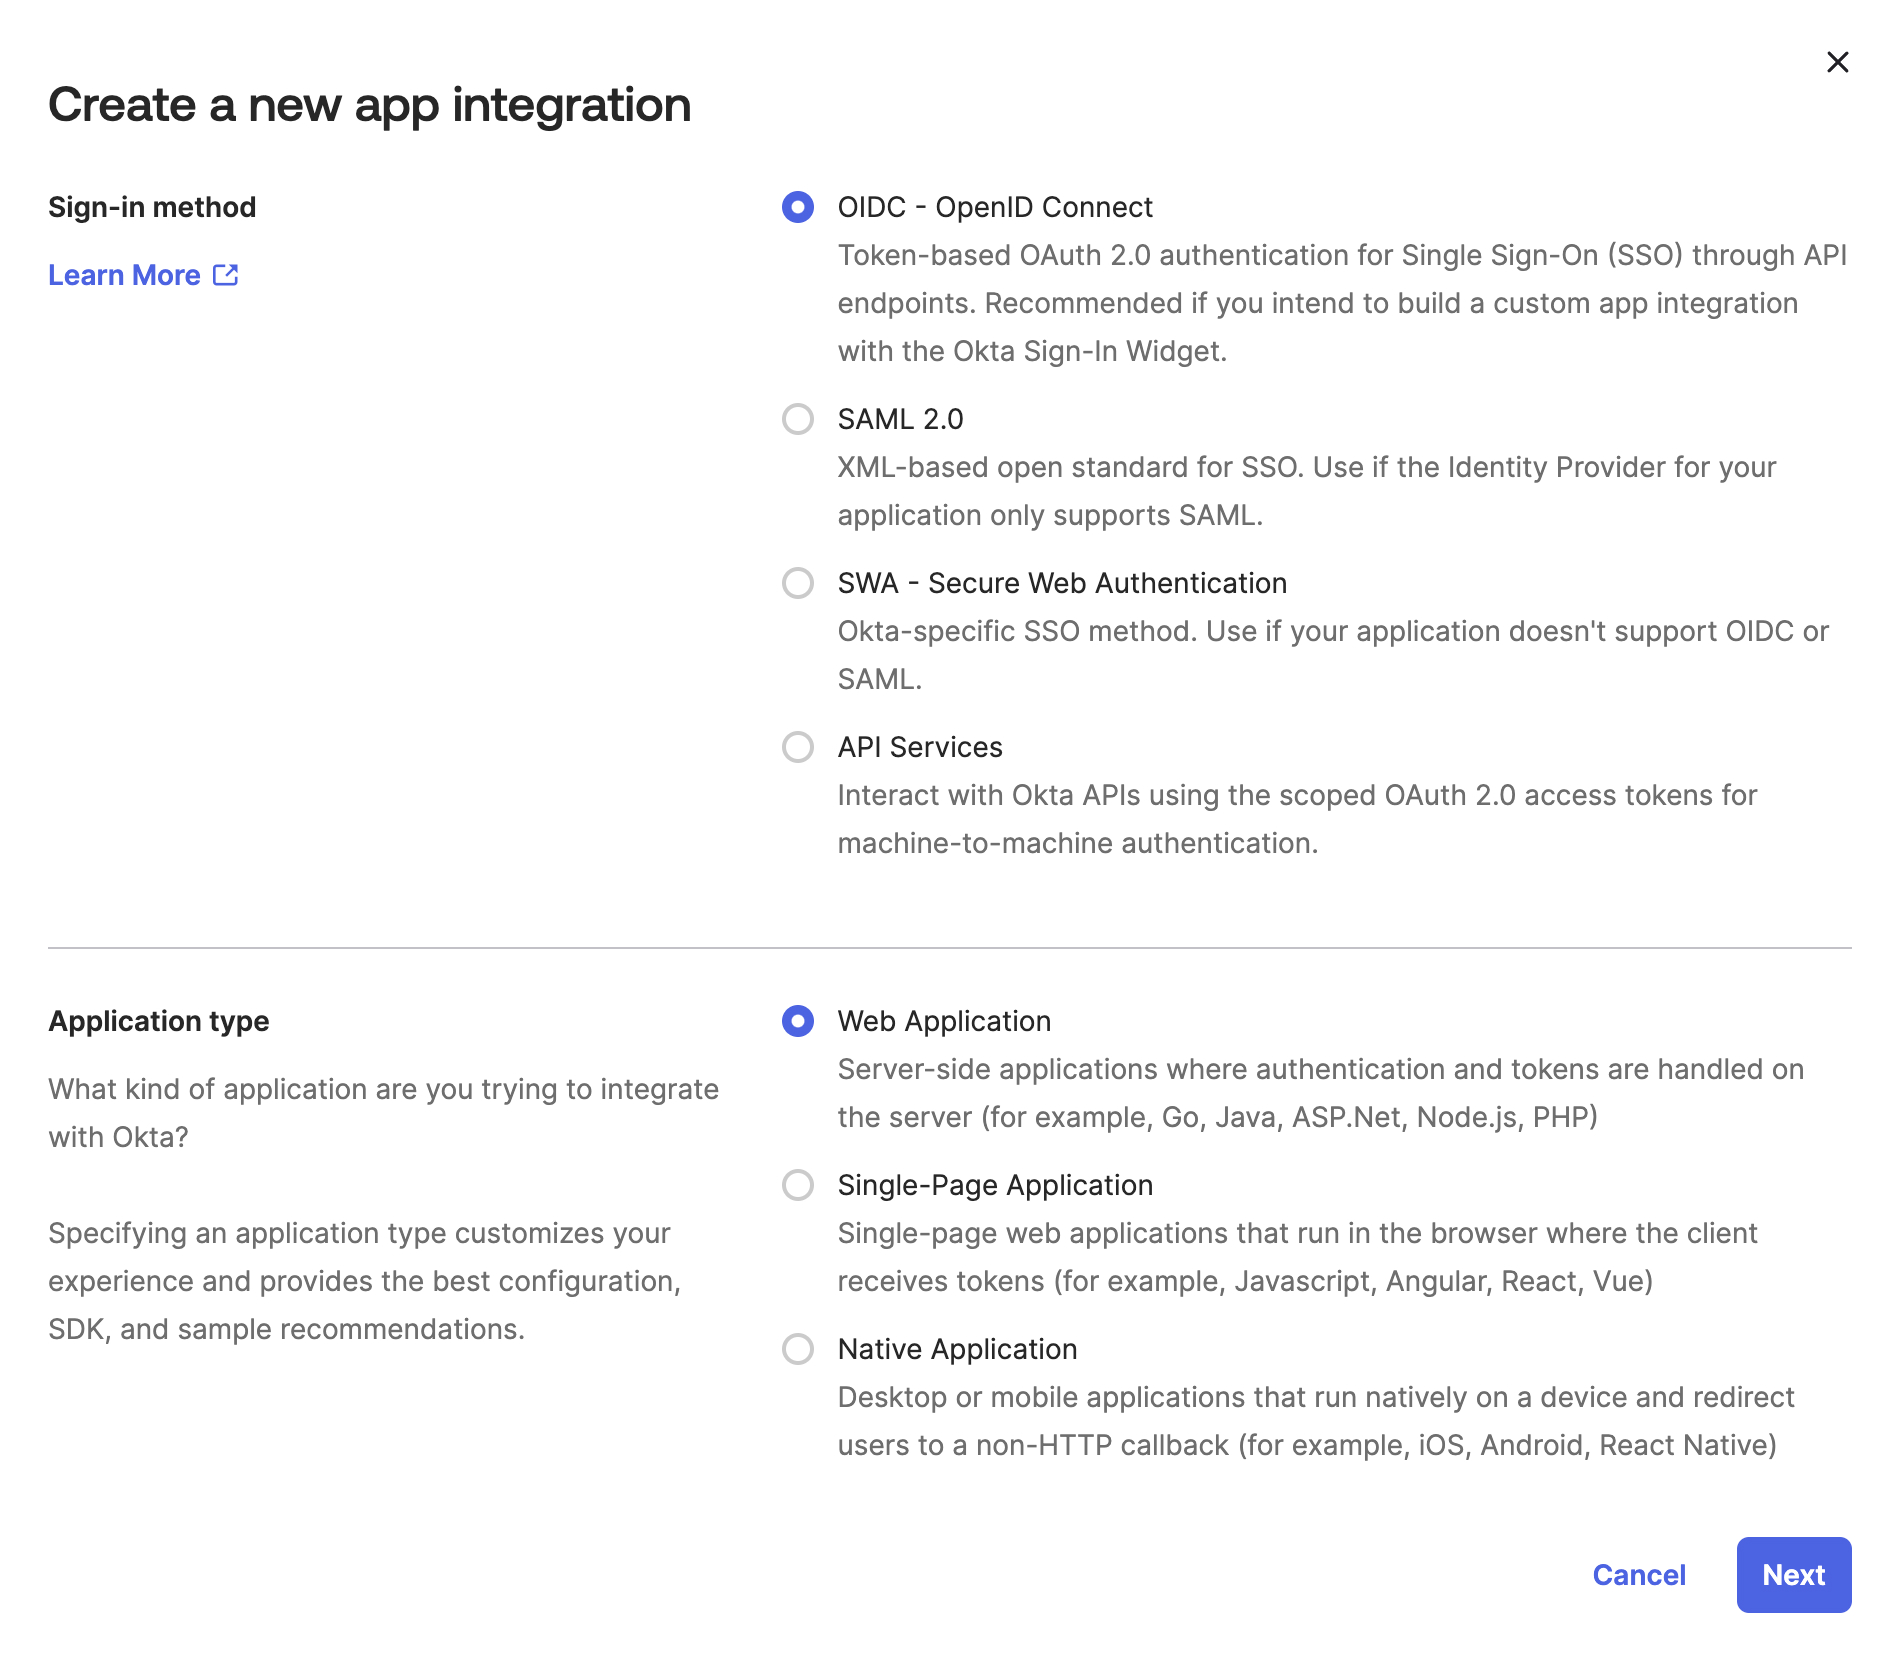 Create a new app integration
Sign-in method
Learn More
OIDC - OpenID Connect
Token-based OAuth 2.0 authentication for Single Sign-On (SSO) through API
endpoints. Recommended if you intend to build a custom app integration
with the Okta Sign-In Widget.
SAML 2.0
XML-based open standard for SSO. Use if the Identity Provider for your
application only supports SAML.
SWA - Secure Web Authentication
Okta-specific SSO method. Use if your application doesn't support OIDC or
SAML.
API Services
Interact with Okta APIs using the scoped OAuth 2.0 access tokens for
machine-to-machine authentication.
Application type
What kind of application are you trying to integrate
with Okta?
Specifying an application type customizes your
experience and provides the best configuration,
SDK, and sample recommendations.
Web Application
Server-side applications where authentication and tokens are handled on
the server (for example, Go, Java, ASP.Net, Node.js, PHP)
Single-Page Application
Single-page web applications that run in the browser where the client
receives tokens (for example, Javascript, Angular, React, Vue)
Native Application
Desktop or mobile applications that run natively on a device and redirect
users to a non-HTTP callback (for example, iOS, Android, React Native)
Cancel
Next